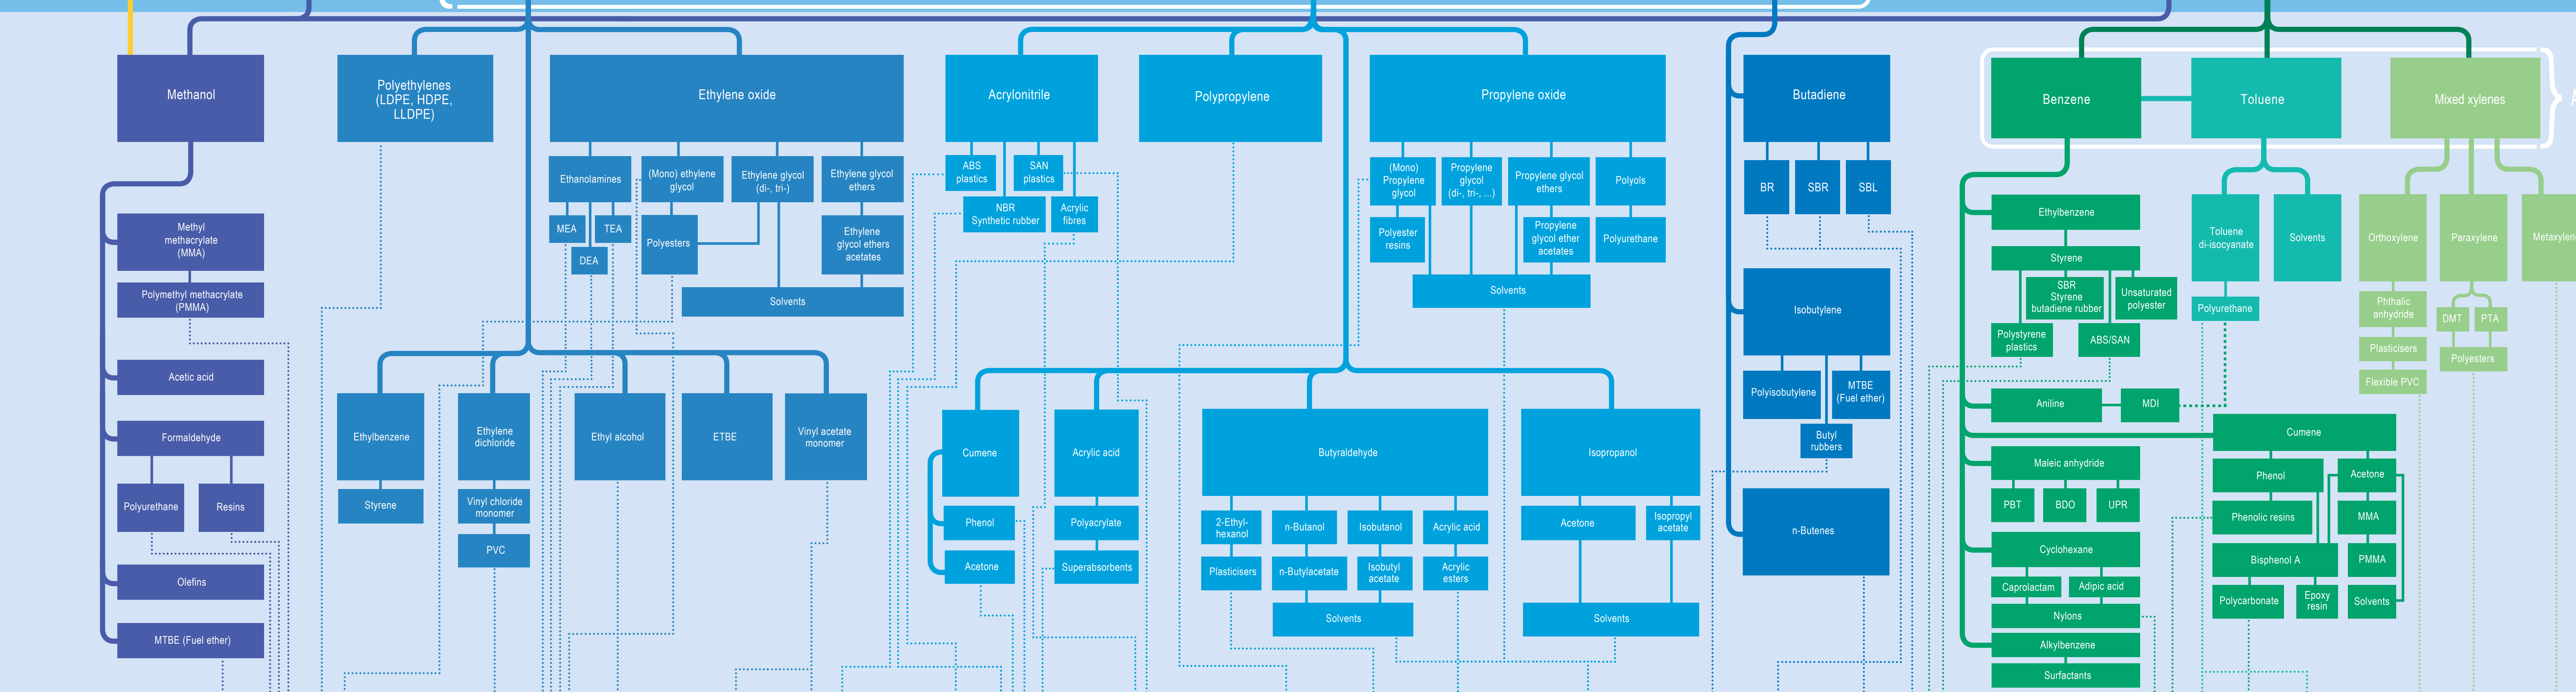 Methanol
Methyl
methacrylate
(MMA)
Polymethyl methacrylate
(PMMA)
Acetic acid
Formaldehyde
Polyurethane
Resins
Olefins
MTBE (Fuel ether)
Polyethylenes
(LDPE, HDPE,
LLDPE)
Ethylene oxide
Ethanolamines
(Mono) ethylene
glycol
Ethylene glycol
(di-, tri-)
Ethylene glycol
ethers
MEA
TEA
DEA
Polyesters
Ethylene
glycol ethers
acetates
Solvents
Ethylbenzene
Styrene
Ethylene
dichloride
Vinyl chloride
monomer
PVC
Ethyl alcohol
ETBE
Vinyl acetate
monomer
Acrylonitrile
ABS
plastics
SAN
plastics
NBR
Synthetic rubber
Acrylic
fibres
Polypropylene
Propylene oxide
(Mono)
Propylene
glycol
Propylene
glycol
(di-, tri-, ...)
Propylene glycol
ethers
Polyols
Polyester
resins
Propylene
glycol ether
acetates
Polyurethane
Solvents
Cumene
Phenol
Acetone
Acrylic acid
Polyacrylate
Superabsorbents
Butyraldehyde
2-Ethyl-
hexanol
n-Butanol
Isobutanol
Acrylic acid
Plasticisers
n-Butylacetate
Isobutyl
acetate
Acrylic
esters
Solvents
Isopropanol
Acetone
Isopropyl
acetate
Solvents
Butadiene
BR
SBR
SBL
Isobutylene
Polyisobutylene
MTBE
(Fuel ether)
Butyl
rubbers
n-Butenes
Benzene
Toluene
Mixed xylenes
Ethylbenzene
Styrene
SBR
Styrene
butadiene rubber
Unsaturated
polyester
Polystyrene
plastics
ABS/SAN
Aniline
MDI
Maleic anhydride
PBT
BDO
UPR
Cyclohexane
Caprolactam
Adipic acid
Nylons
Alkylbenzene
Surfactants
Toluene
di-isocyanate
Solvents
Polyurethane
Cumene
Phenol
Acetone
Phenolic resins
MMA
Bisphenol A
PMMA
Polycarbonate
Epoxy
resin
Solvents
Orthoxylene
Paraxylene
Phthalic
anhydride
Plasticisers
Flexible PVC
DMT
PTA
Polyesters